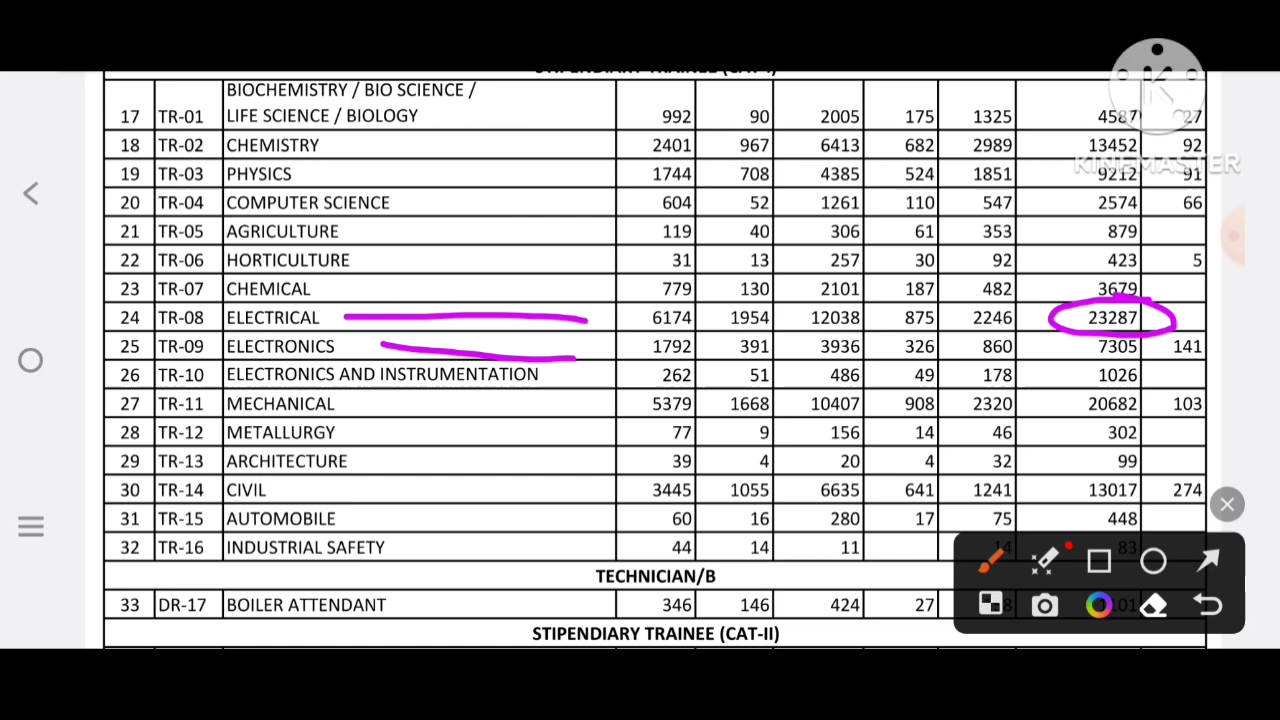 STIPENDIARY TRAINEE (CAT-I)
BIOCHEMISTRY / BIO SCIENCE /
17 TR-01 LIFE SCIENCE / BIOLOGY 992 90 2005 175 1325 4587 27
18 TR-02 CHEMISTRY 2401 967 6413 682 2989 13452 92
KINEMASTER
19 TR-03 PHYSICS 1744 708 4385 524 1851 9212 91
20 TR-04 COMPUTER SCIENCE 604 52 1261 110 547 2574 66
21 TR-05 AGRICULTURE 119 40 306 61 353 879
22 TR-06 HORTICULTURE 31 13 257 30 92 423 5
23 TR-07 CHEMICAL 779 130 2101 187 482 3679
24 TR-08 ELECTRICAL 6174 1954 12038 875 2246 23287
25 TR-09 ELECTRONICS 1792 391 3936 326 860 7305 141
26 TR-10 ELECTRONICS AND INSTRUMENTATION 262 51 486 49 178 1026
27 TR-11 MECHANICAL 5379 1668 10407 908 2320 20682 103
28 TR-12 METALLURGY 77 9 156 14 46 302
29 TR-13 ARCHITECTURE 39 4 20 4 32 99
30 TR-14 CIVIL 3445 1055 6635 641 1241 13017 274
31 TR-15 AUTOMOBILE 60 16 280 17 75 448
32 TR-16 INDUSTRIAL SAFETY 44 14 11 14 83
TECHNICIAN/B
33 DR-17 BOILER ATTENDANT 346 146 424 27
STIPENDIARY TRAINEE (CAT-II)